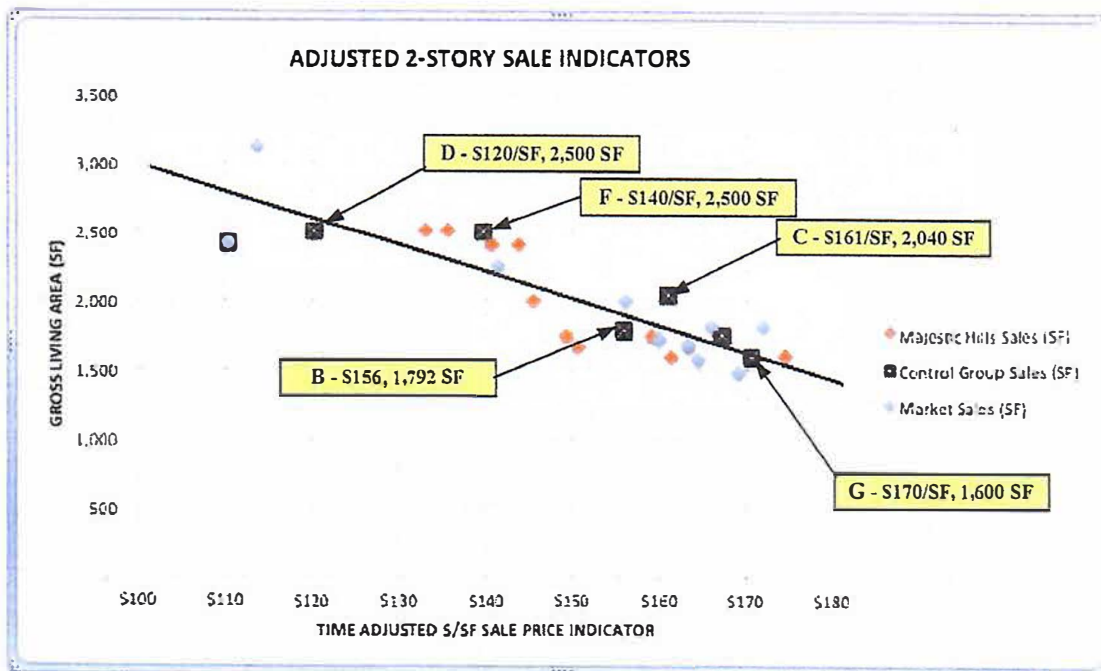 ADJUSTED 2-STORY SALE INDICATORS
3,500
3,000
2,500
2,000
1,500
1,000
500
GROSS LIVING AREA (SF)
D - $120/SF, 2,500 SF
F - $140/SF, 2,500 SF
C - $161/SF, 2,040 SF
B - $156, 1,792 SF
G - $170/SF, 1,600 SF
Majestic Hills Sales (SF)
Control Group Sales (SF)
Market Sales (SF)
$100 $110 $120 $130 $140 $150 $160 $170 $180
TIME ADJUSTED $/SF SALE PRICE INDICATOR